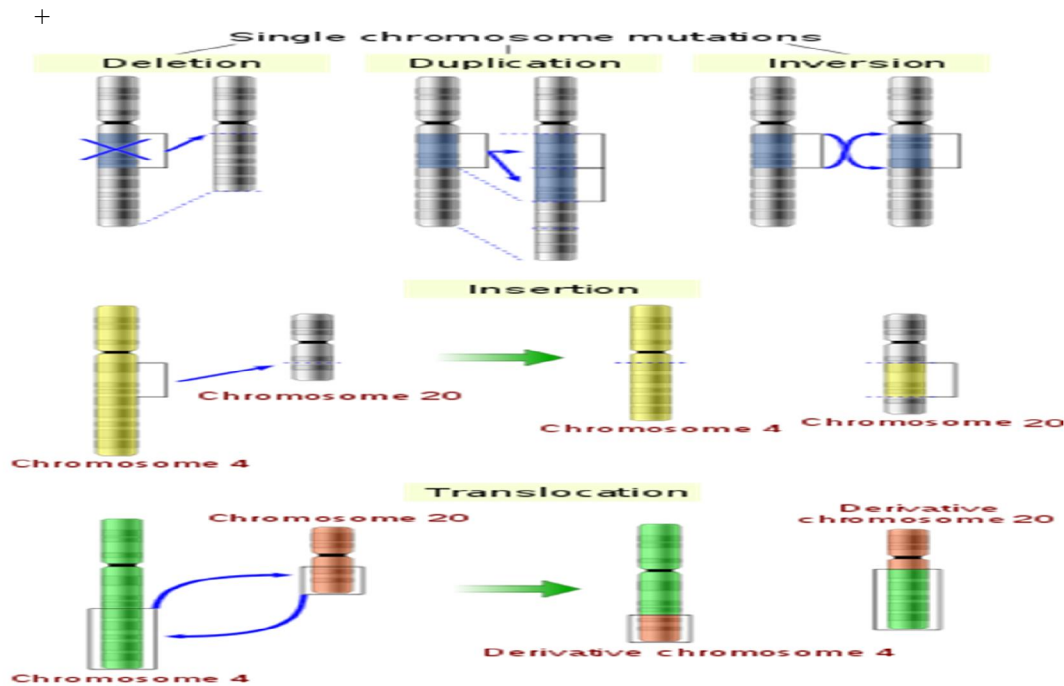 +
Single chromosome mutations
Deletion
Duplication
Inversion
Insertion
Chromosome 20
Chromosome 4
Chromosome 4
Chromosome 20
Translocation
Chromosome 20
Derivative
chromosome 20
Derivative chromosome 4
Chromosome 4